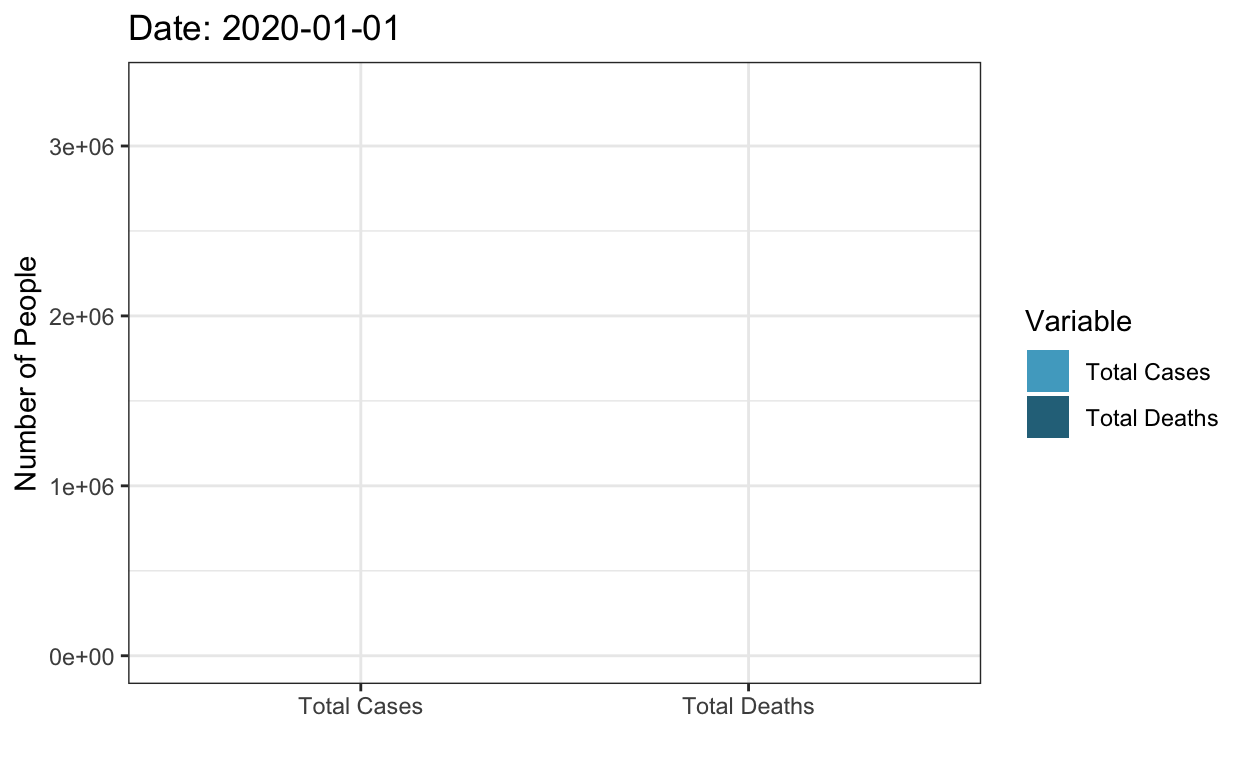 Date: 2020-01-01
Number of People
3e+06
2e+06
1e+06
0e+00
Total Cases
Total Deaths
Variable
Total Cases
Total Deaths